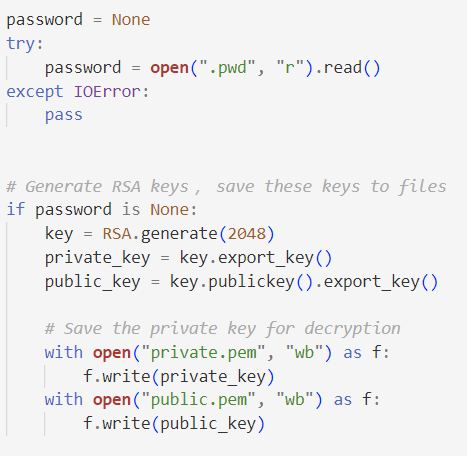 password = None
try:
    password = open(".pwd", "r").read()
except IOError:
    pass
# Generate RSA keys , save these keys to files
if password is None:
    key = RSA.generate(2048)
    private_key = key.export_key()
    public_key = key.publickey().export_key()
    # Save the private key for decryption
    with open("private.pem", "wb") as f:
        f.write(private_key)
    with open("public.pem", "wb") as f:
        f.write(public_key)